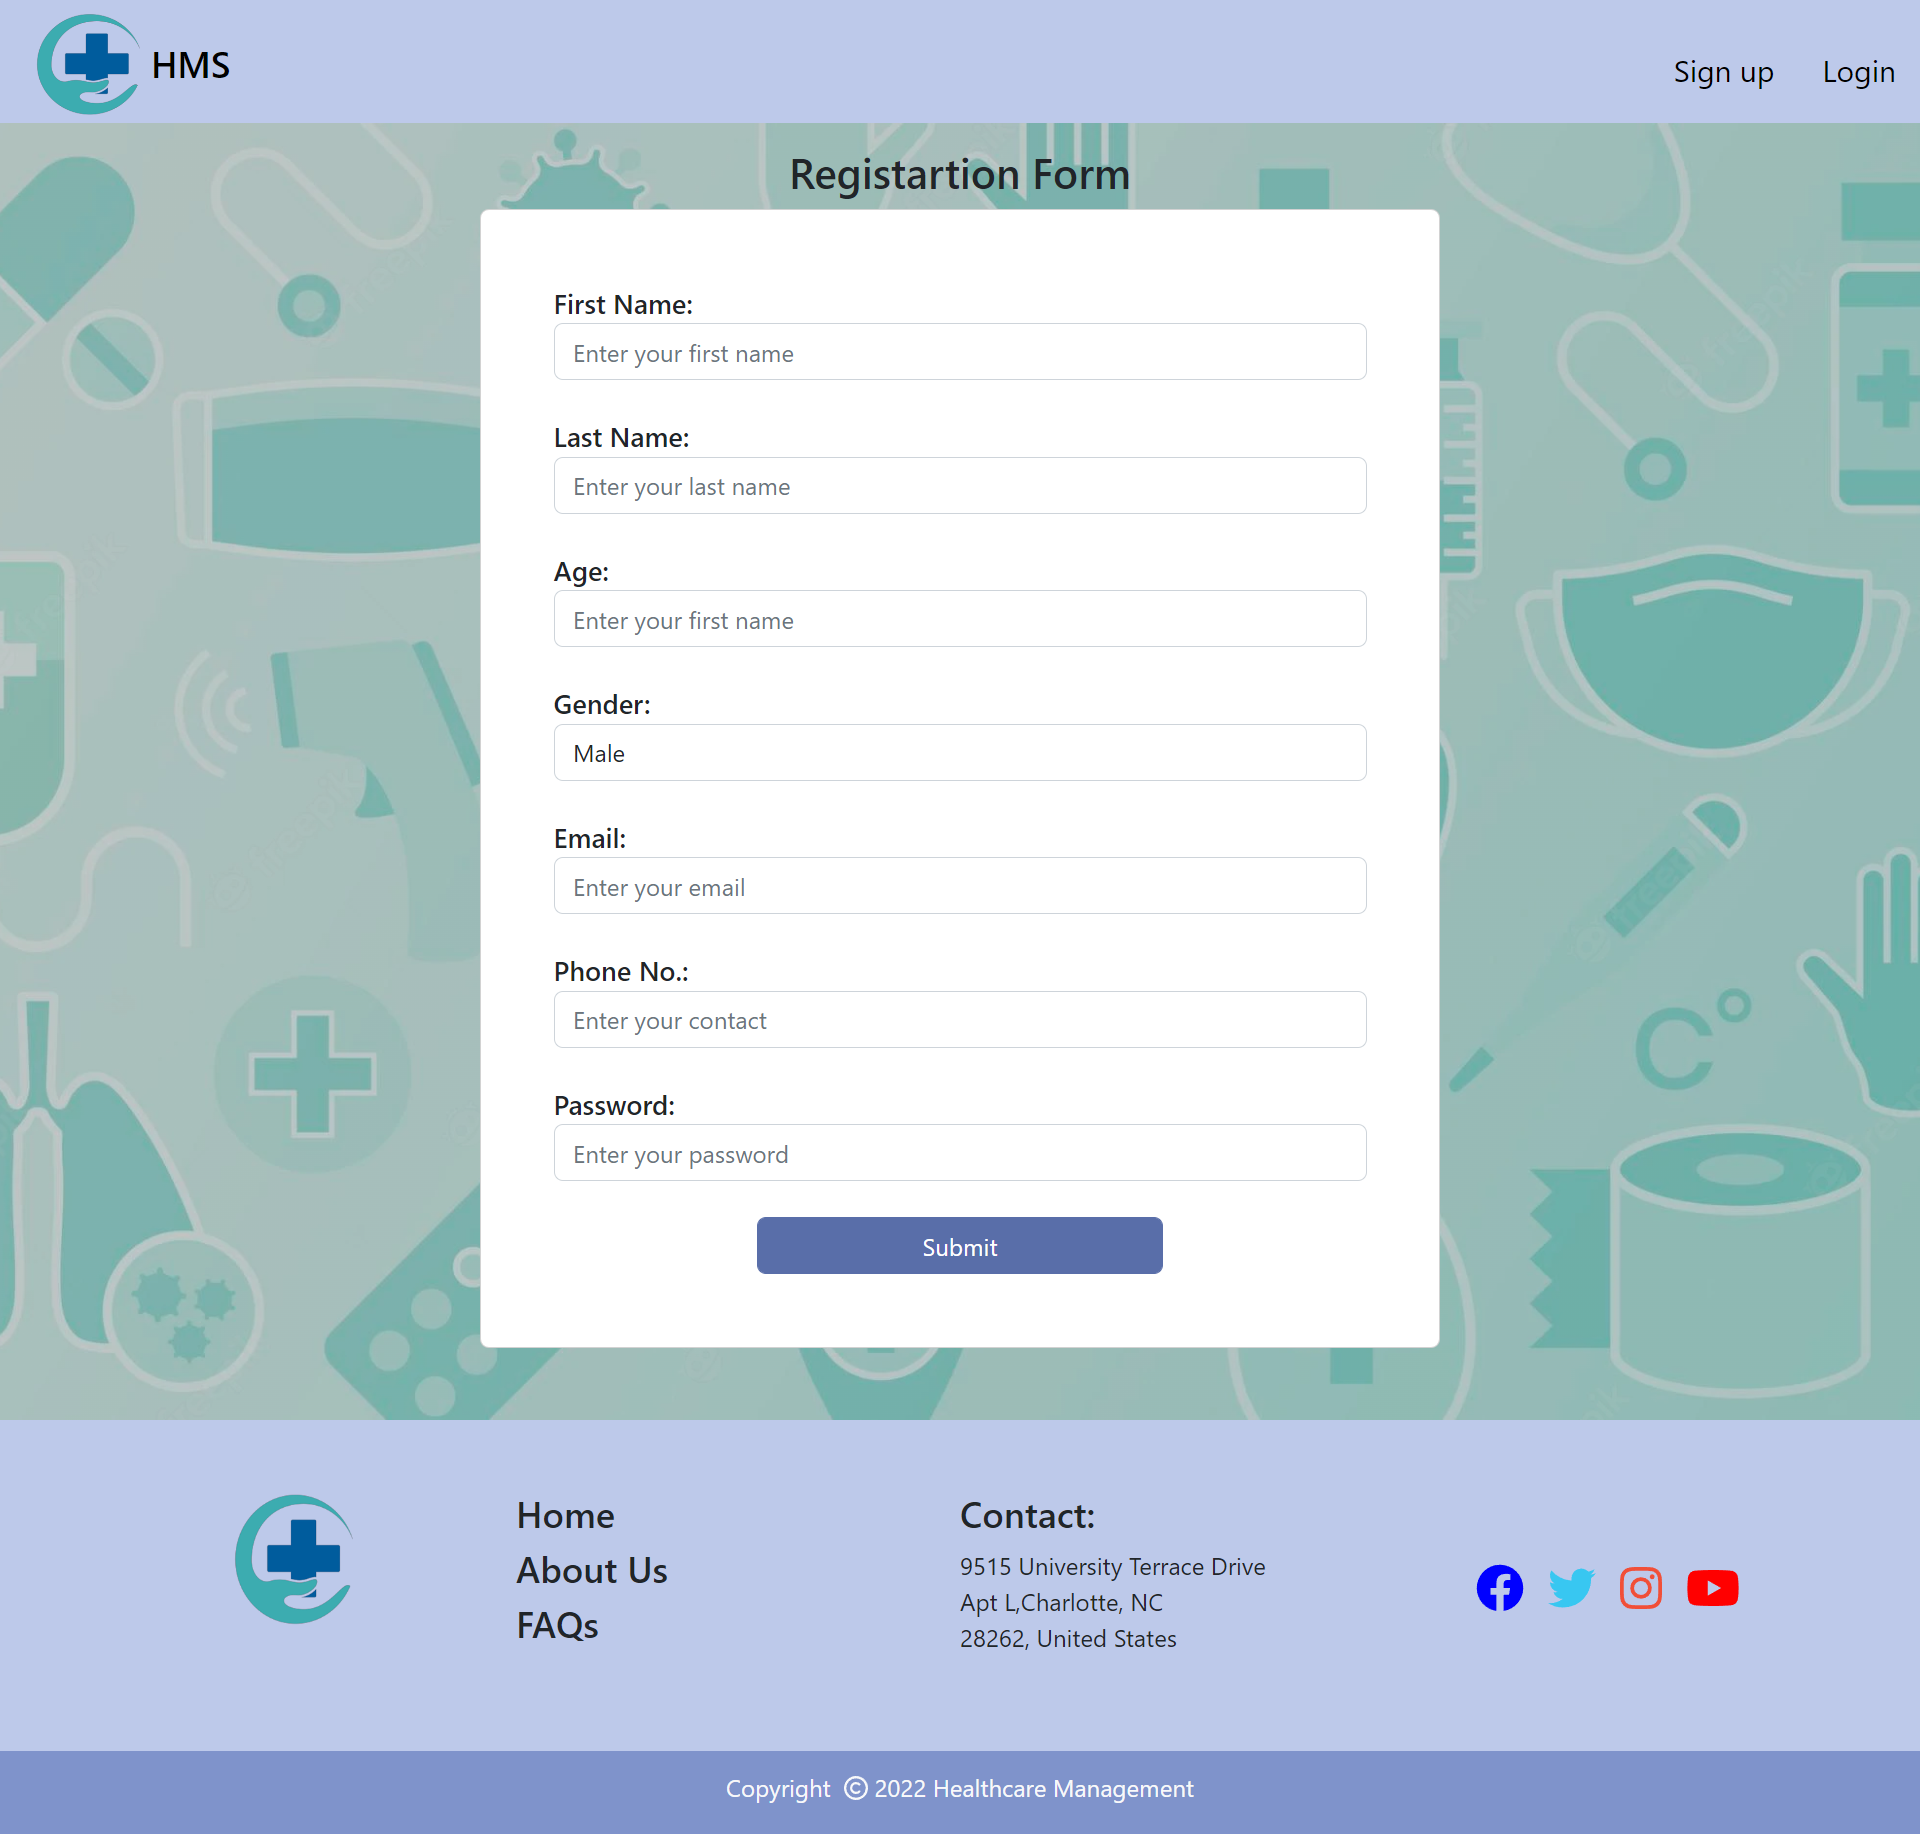 HMS
Sign up
Login
Registartion Form
First Name:
Enter your first name
Last Name:
Enter your last name
Age:
Enter your first name
Gender:
Male
Email:
Enter your email
Phone No.:
Enter your contact
Password:
Enter your password
Submit
C°
Home
About Us
FAQs
Contact:
9515 University Terrace Drive
Apt L,Charlotte, NC
28262, United States
Copyright © 2022 Healthcare Management